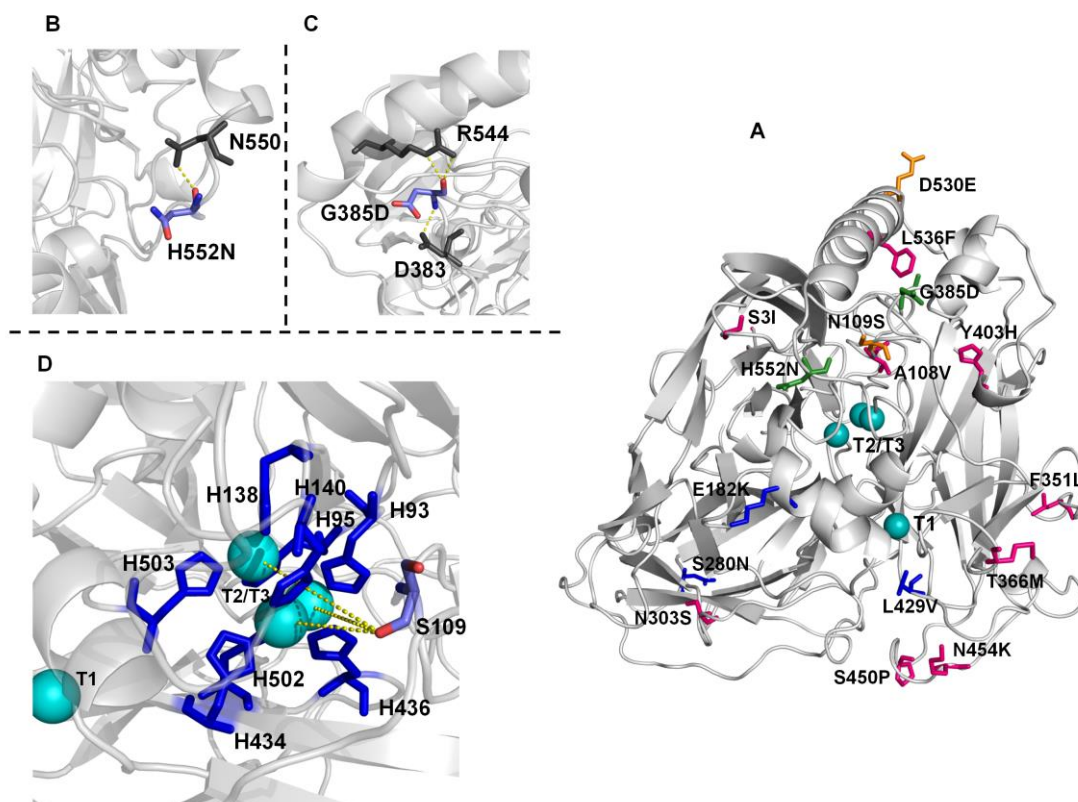 B
N550
H552N
C
R544
G385D
D383
A
D530E
L536F
G385D
S3I
N109S
Y403H
H552N
A108V
T2/T3
E182K
F351L
T1
S280N
T366M
L429V
N303S
N454K
S450P
D
H138
H140
H93
H95
H503
T2/T3
S109
T1
H502
H436
H434